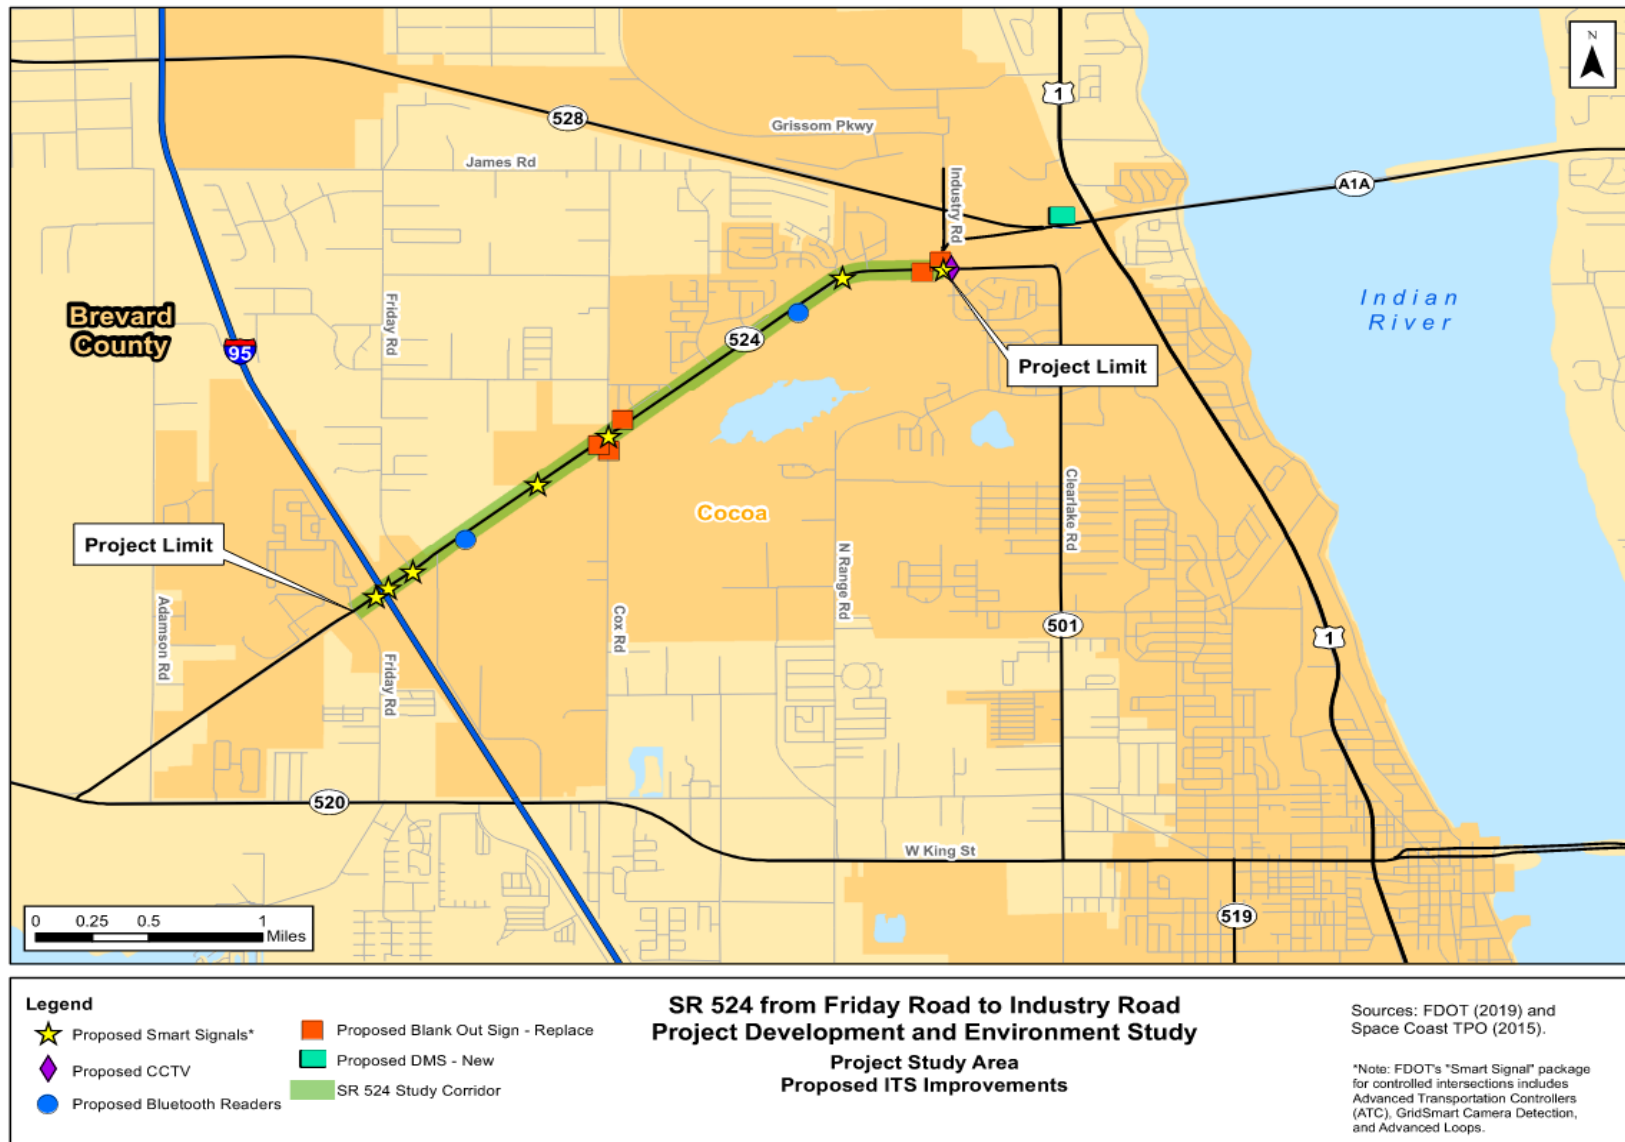 N
1
528
Grissom Pkwy
James Rd
A1A
Industry Rd
Indian
River
Friday Rd
Brevard
County
95
524
Project Limit
Clearlake Rd
Cocoa
Project Limit
N Range Rd
Adamson Rd
Cox Rd
501
1
Friday Rd
520
W King St
519
0 0.25 0.5 1
Miles
Legend
Proposed Smart Signals*
Proposed CCTV
Proposed Bluetooth Readers
Proposed Blank Out Sign - Replace
Proposed DMS - New
SR 524 Study Corridor
SR 524 from Friday Road to Industry Road
Project Development and Environment Study
Project Study Area
Proposed ITS Improvements
Sources: FDOT (2019) and
Space Coast TPO (2015).
*Note: FDOT's "Smart Signal" package
for controlled intersections includes
Advanced Transportation Controllers
(ATC), GridSmart Camera Detection,
and Advanced Loops.